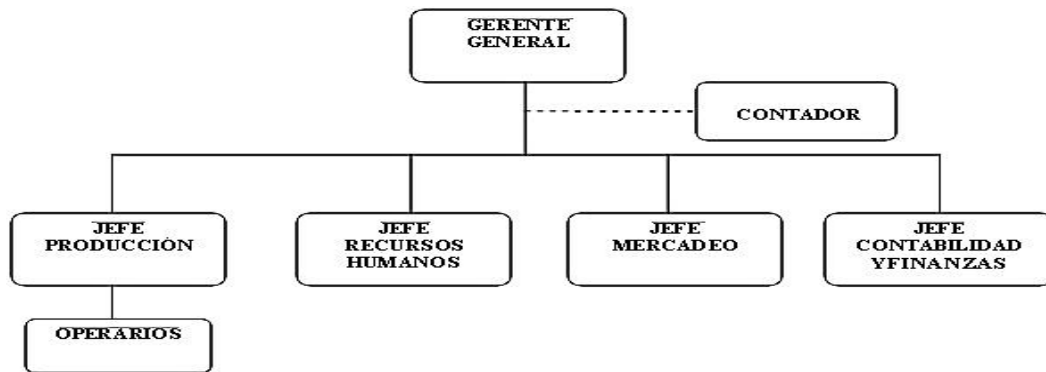 GERENTE
GENERAL
CONTADOR
JEFE
PRODUCCIÓN
JEFE
RECURSOS
HUMANOS
JEFE
MERCADEO
JEFE
CONTABILIDAD
YFINANZAS
OPERARIOS